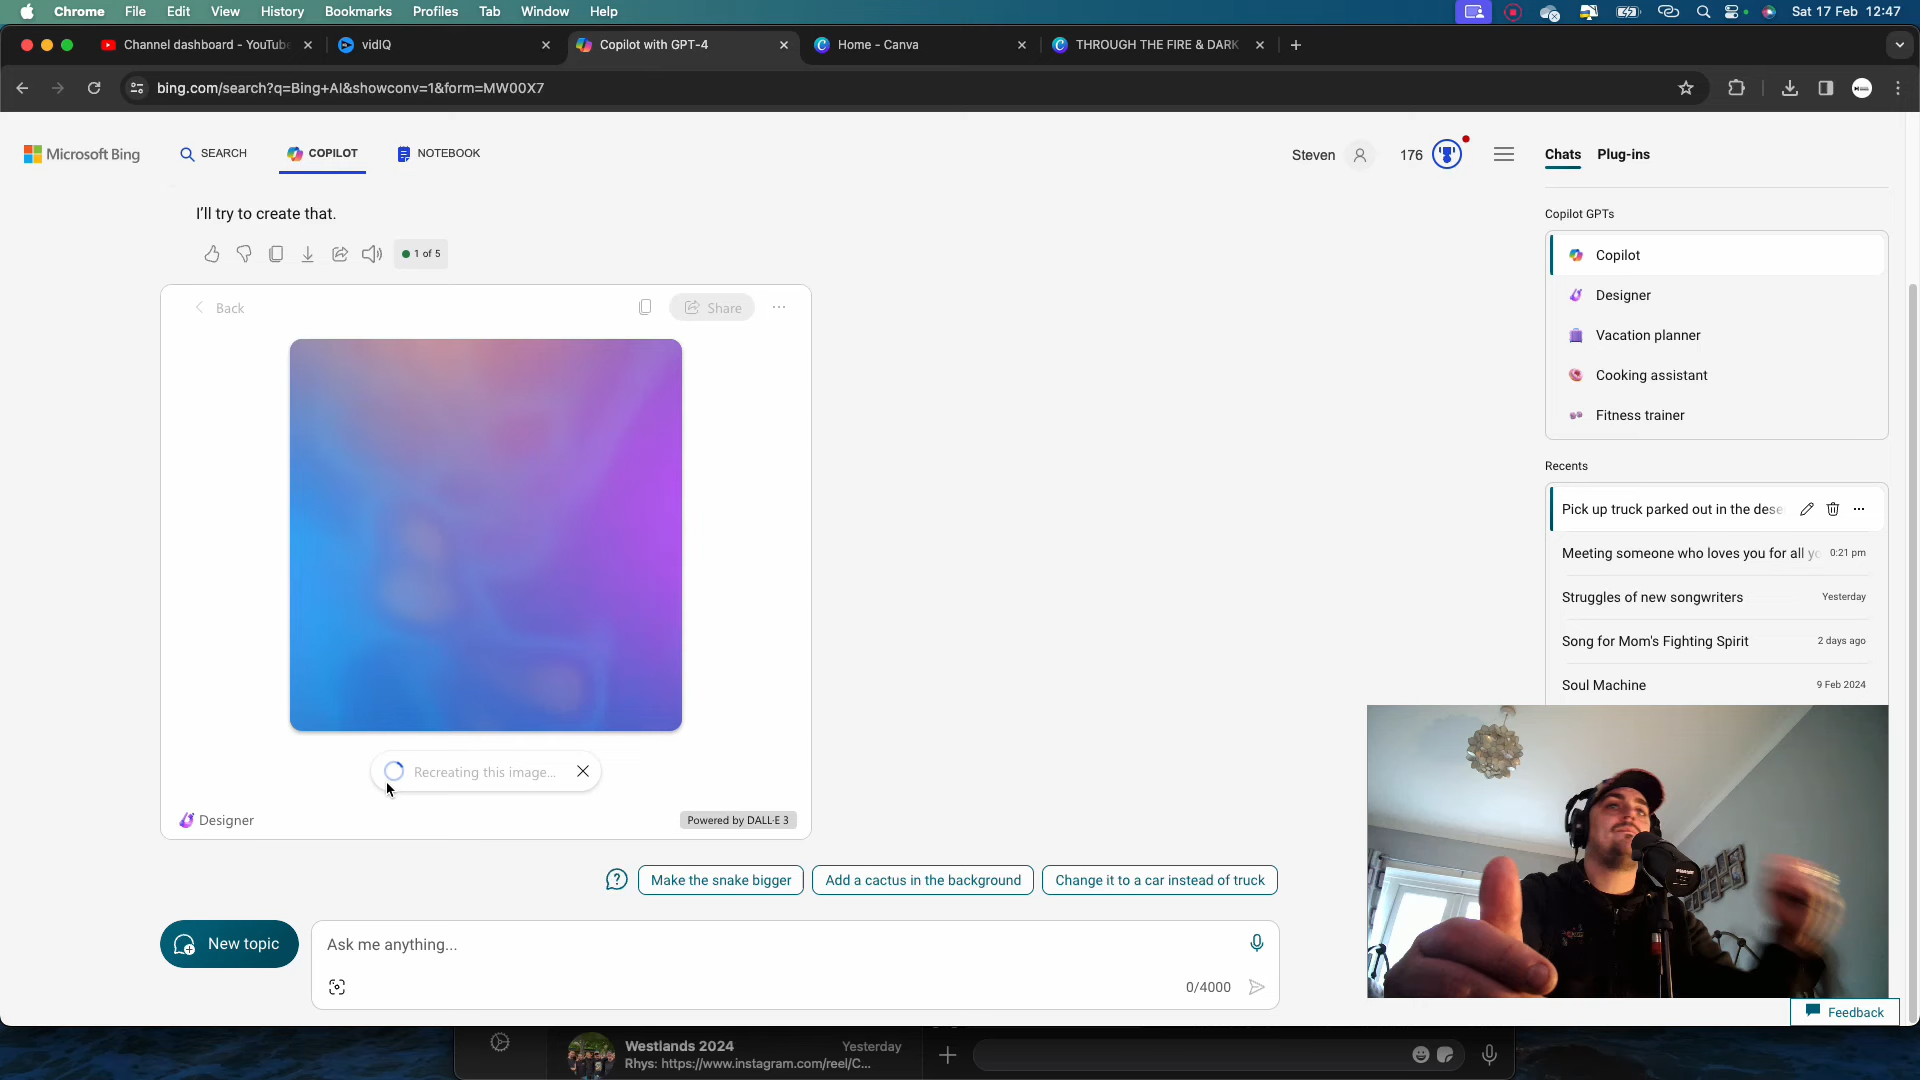 Chrome File Edit View History Bookmarks Profiles Tab Window Help
Sat 17 Feb 12:47
Channel dashboard - YouTube
vidIQ
Copilot with GPT-4
Home - Canva
THROUGH THE FIRE & DARK
bing.com/search?q=Bing+AI&showconv=1&form=MW00X7
Microsoft Bing
SEARCH
COPILOT
NOTEBOOK
Steven
176
Chats
Plug-ins
I'll try to create that.
1 of 5
Back
Share
Recreating this image...
Designer
Powered by DALL·E 3
Make the snake bigger
Add a cactus in the background
Change it to a car instead of truck
New topic
Ask me anything...
0/4000
Copilot GPTs
Copilot
Designer
Vacation planner
Cooking assistant
Fitness trainer
Recents
Pick up truck parked out in the dese
Meeting someone who loves you for all yo 0:21 pm
Struggles of new songwriters Yesterday
Song for Mom's Fighting Spirit 2 days ago
Soul Machine 9 Feb 2024
Feedback
Westlands 2024 Yesterday
Rhys: https://www.instagram.com/reel/C...